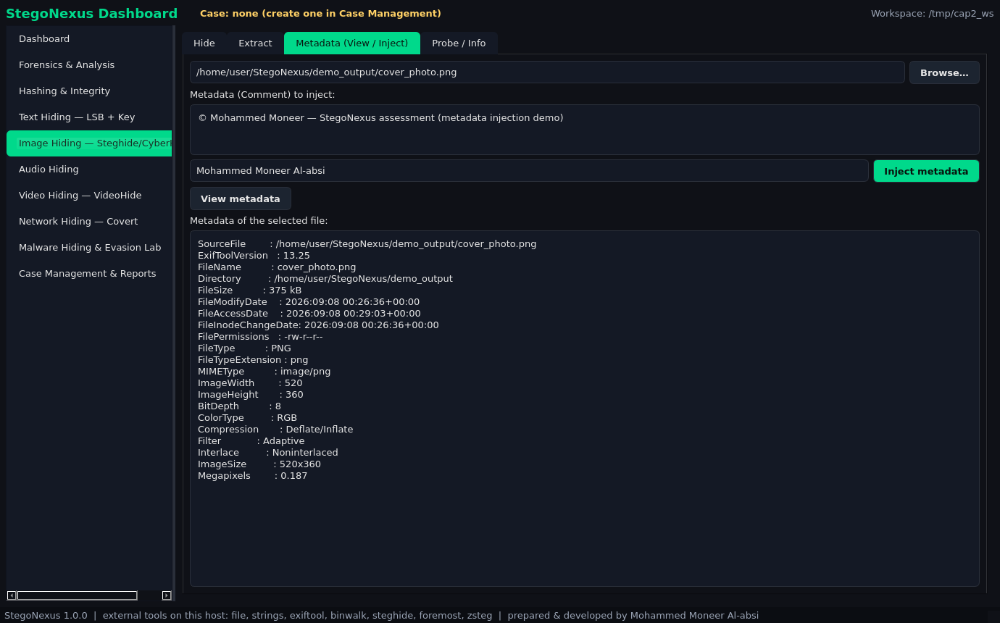 StegoNexus Dashboard
Case: none (create one in Case Management)
Workspace: /tmp/cap2_ws
Dashboard
Forensics & Analysis
Hashing & Integrity
Text Hiding — LSB + Key
Image Hiding — Steghide/Cyber
Audio Hiding
Video Hiding — VideoHide
Network Hiding — Covert
Malware Hiding & Evasion Lab
Case Management & Reports
Hide
Extract
Metadata (View / Inject)
Probe / Info
/home/user/StegoNexus/demo_output/cover_photo.png
Browse...
Metadata (Comment) to inject:
© Mohammed Moneer — StegoNexus assessment (metadata injection demo)
Mohammed Moneer Al-absi
Inject metadata
View metadata
Metadata of the selected file:
SourceFile : /home/user/StegoNexus/demo_output/cover_photo.png
ExifToolVersion : 13.25
FileName : cover_photo.png
Directory : /home/user/StegoNexus/demo_output
FileSize : 375 kB
FileModifyDate : 2026:09:08 00:26:36+00:00
FileAccessDate : 2026:09:08 00:29:03+00:00
FileInodeChangeDate: 2026:09:08 00:26:36+00:00
FilePermissions : -rw-r--r--
FileType : PNG
FileTypeExtension : png
MIMEType : image/png
ImageWidth : 520
ImageHeight : 360
BitDepth : 8
ColorType : RGB
Compression : Deflate/Inflate
Filter : Adaptive
Interlace : Noninterlaced
ImageSize : 520x360
Megapixels : 0.187
StegoNexus 1.0.0 | external tools on this host: file, strings, exiftool, binwalk, steghide, foremost, zsteg | prepared & developed by Mohammed Moneer Al-absi